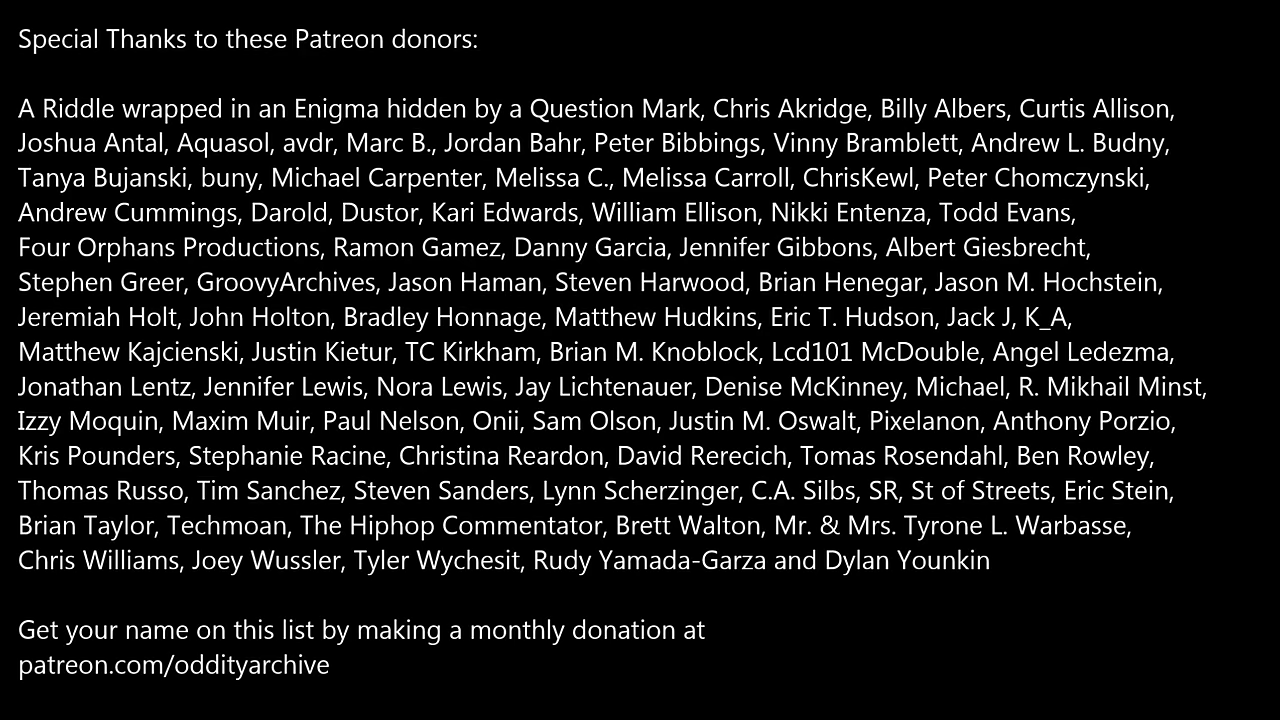 Special Thanks to these Patreon donors:
A Riddle wrapped in an Enigma hidden by a Question Mark, Chris Akridge, Billy Albers, Curtis Allison,
Joshua Antal, Aquasol, avdr, Marc B., Jordan Bahr, Peter Bibbings, Vinny Bramblett, Andrew L. Budny,
Tanya Bujanski, buny, Michael Carpenter, Melissa C., Melissa Carroll, ChrisKewl, Peter Chomczynski,
Andrew Cummings, Darold, Dustor, Kari Edwards, William Ellison, Nikki Entenza, Todd Evans,
Four Orphans Productions, Ramon Gamez, Danny Garcia, Jennifer Gibbons, Albert Giesbrecht,
Stephen Greer, GroovyArchives, Jason Haman, Steven Harwood, Brian Henegar, Jason M. Hochstein,
Jeremiah Holt, John Holton, Bradley Honnage, Matthew Hudkins, Eric T. Hudson, Jack J, K_A,
Matthew Kajcienski, Justin Kietur, TC Kirkham, Brian M. Knoblock, Lcd101 McDouble, Angel Ledezma,
Jonathan Lentz, Jennifer Lewis, Nora Lewis, Jay Lichtenauer, Denise McKinney, Michael, R. Mikhail Minst,
Izzy Moquin, Maxim Muir, Paul Nelson, Onii, Sam Olson, Justin M. Oswalt, Pixelanon, Anthony Porzio,
Kris Pounders, Stephanie Racine, Christina Reardon, David Rerecich, Tomas Rosendahl, Ben Rowley,
Thomas Russo, Tim Sanchez, Steven Sanders, Lynn Scherzinger, C.A. Silbs, SR, St of Streets, Eric Stein,
Brian Taylor, Techmoan, The Hiphop Commentator, Brett Walton, Mr. & Mrs. Tyrone L. Warbasse,
Chris Williams, Joey Wussler, Tyler Wychesit, Rudy Yamada-Garza and Dylan Younkin
Get your name on this list by making a monthly donation at
patreon.com/oddityarchive